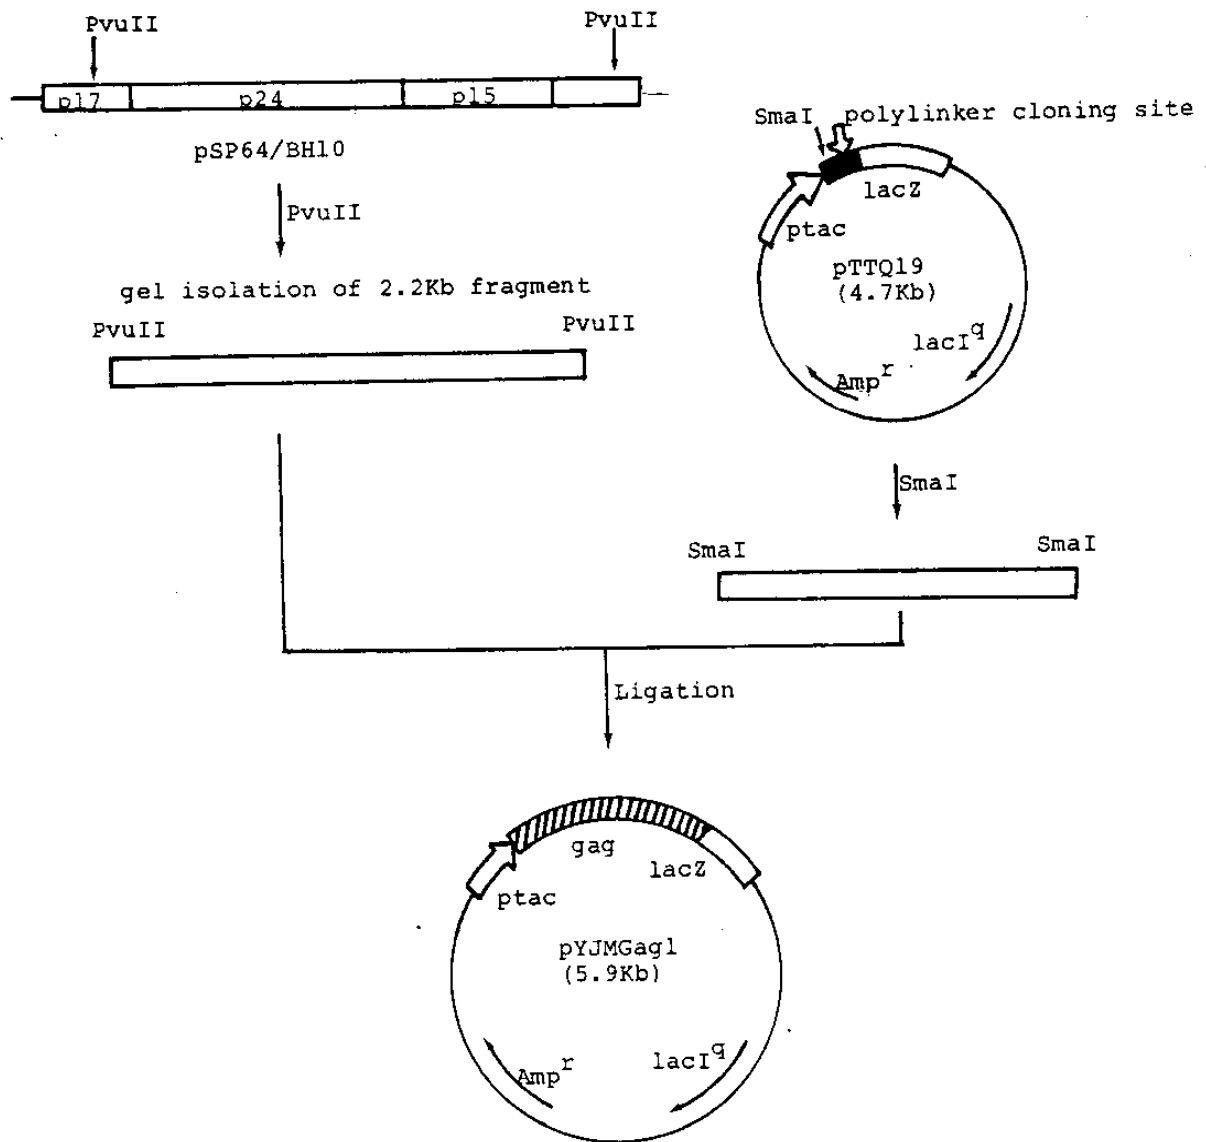 PvuII
PvuII
p17
p24
p15
pSP64/BH10
PvuII
gel isolation of 2.2Kb fragment
PvuII
PvuII
SmaI
polylinker cloning site
lacZ
ptac
pTTQ19
(4.7Kb)
lacI^q
Amp^r
SmaI
SmaI
SmaI
Ligation
gag
lacZ
ptac
pYJMGag1
(5.9Kb)
Amp^r
lacI^q